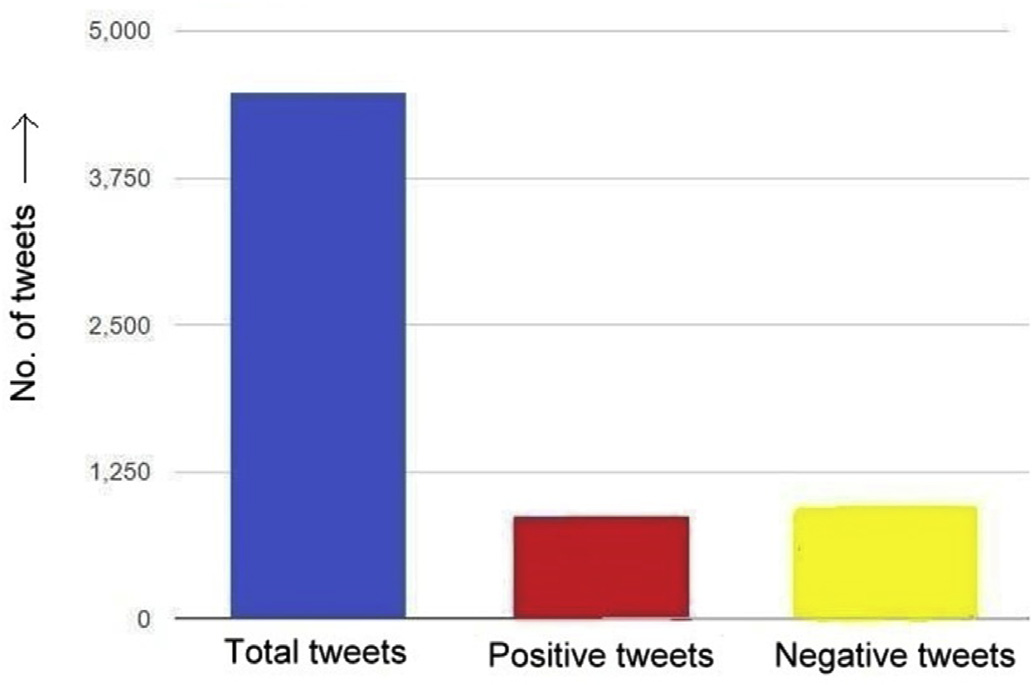 5,000
3,750
2,500
1,250
0
No. of tweets
Total tweets
Positive tweets
Negative tweets